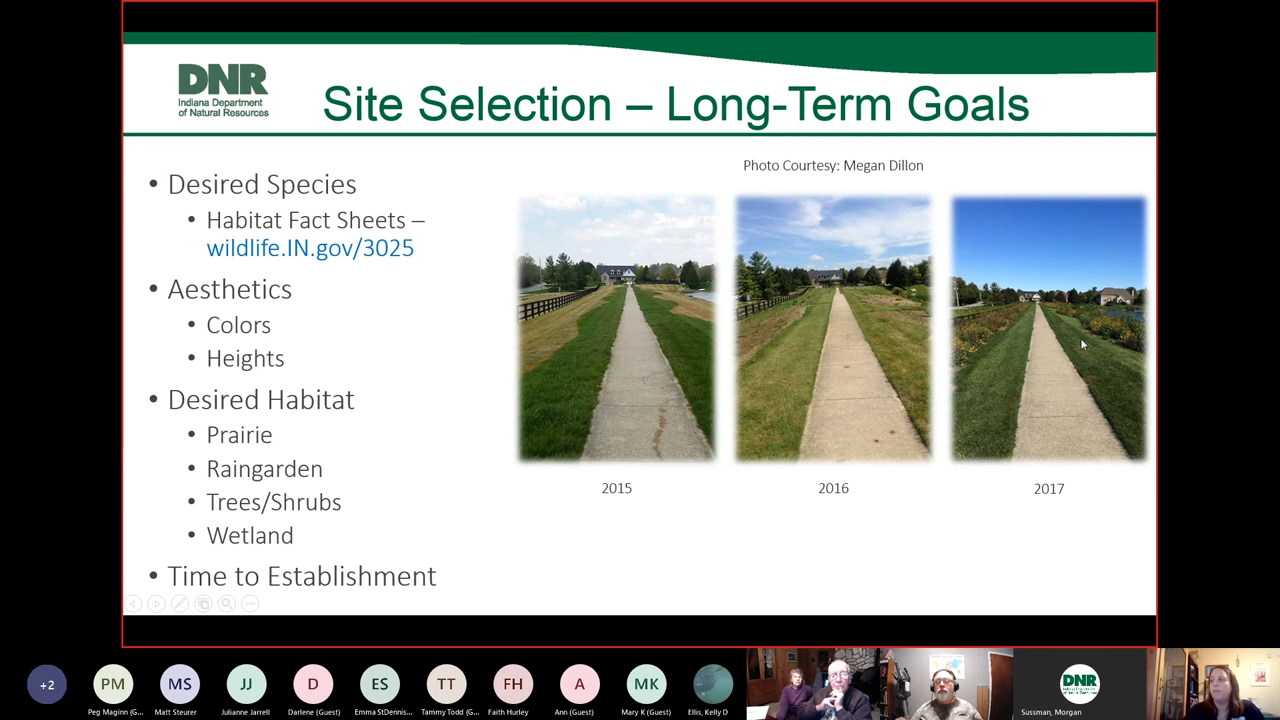 DNR
Indiana Department
of Natural Resources
Site Selection – Long-Term Goals
Photo Courtesy: Megan Dillon
• Desired Species
• Habitat Fact Sheets –
wildlife.IN.gov/3025
• Aesthetics
• Colors
• Heights
• Desired Habitat
• Prairie
• Raingarden
• Trees/Shrubs
• Wetland
• Time to Establishment
2015
2016
2017
+2
PM
MS
JJ
D
ES
TT
FH
A
MK
DNR
Peg Maginn (G...
Matt Steurer
Julianne Jarrell
Darlene (Guest)
Emma StDennis...
Tammy Todd (G...
Faith Hurley
Ann (Guest)
Mary K (Guest)
Ellis, Kelly D
Sussman, Morgan